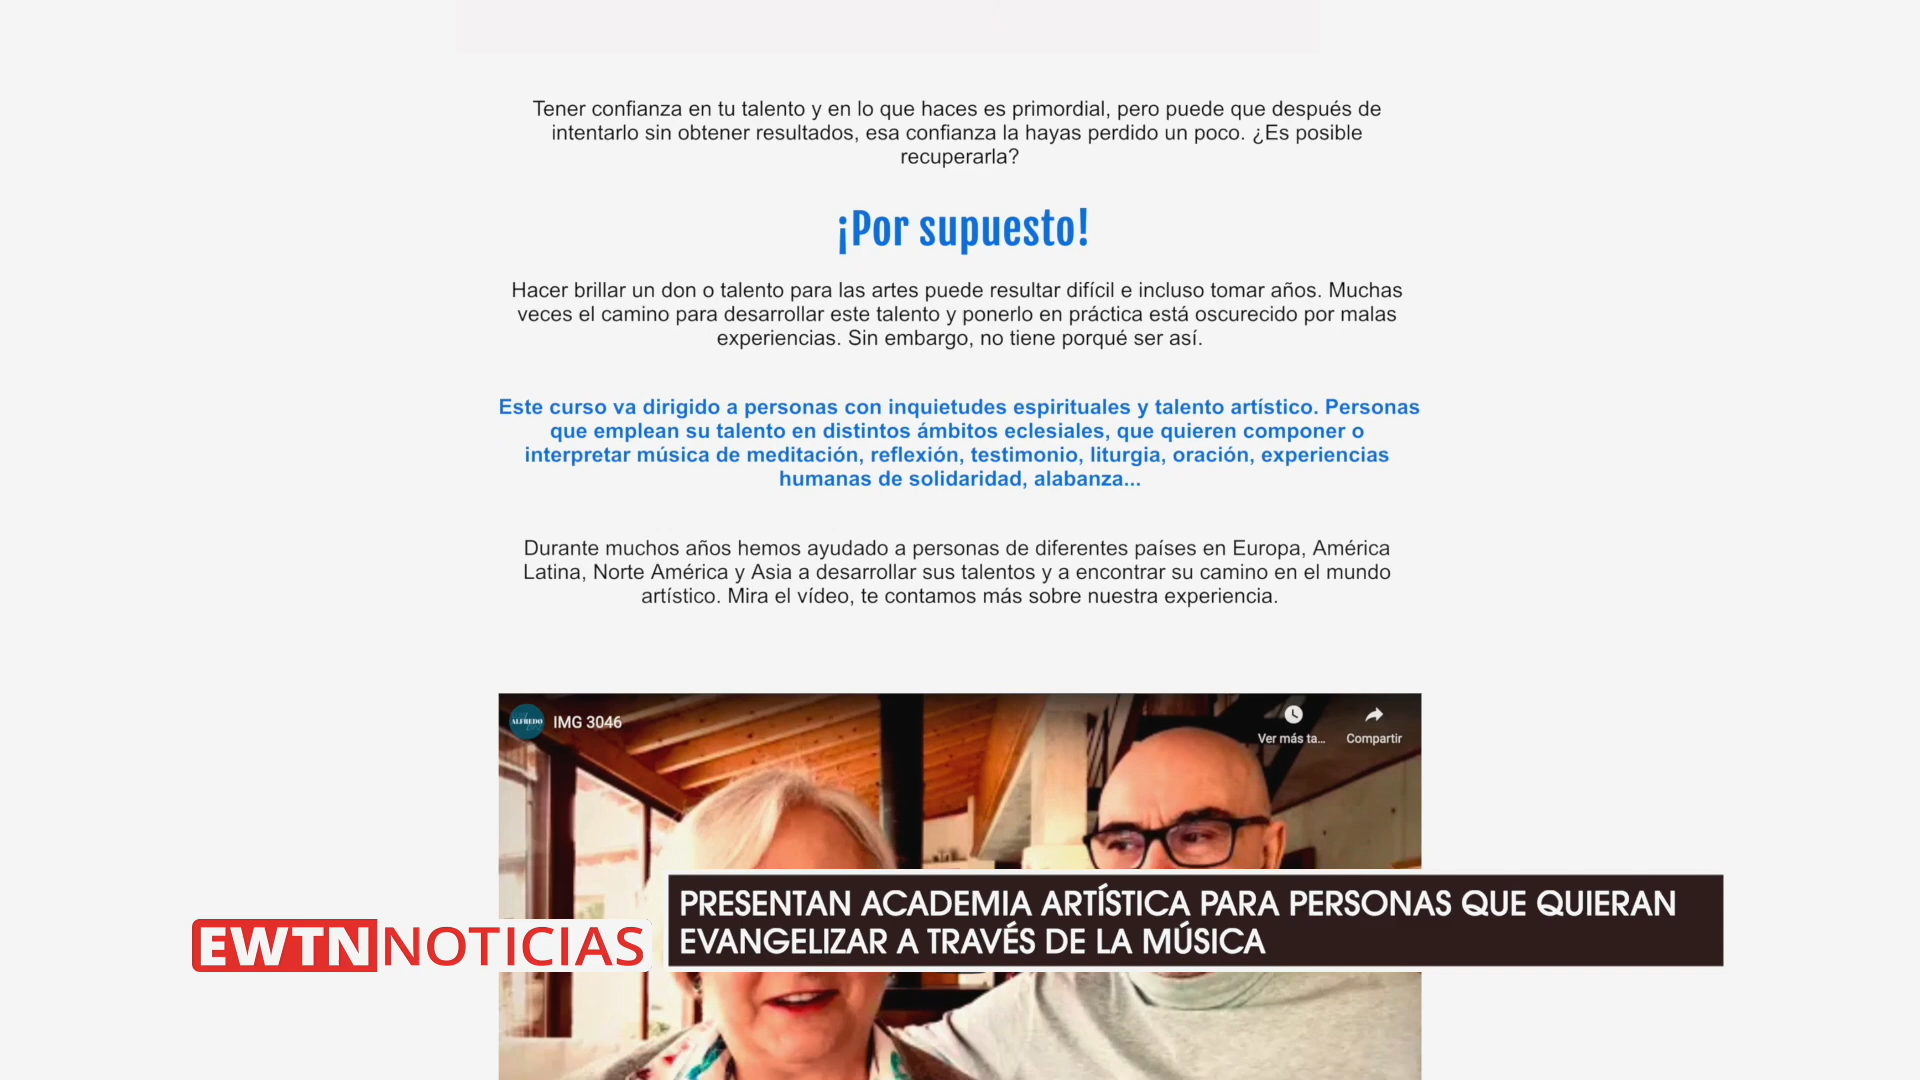 Tener confianza en tu talento y en lo que haces es primordial, pero puede que después de
intentarlo sin obtener resultados, esa confianza la hayas perdido un poco. ¿Es posible
recuperarla?
¡Por supuesto!
Hacer brillar un don o talento para las artes puede resultar difícil e incluso tomar años. Muchas
veces el camino para desarrollar este talento y ponerlo en práctica está oscurecido por malas
experiencias. Sin embargo, no tiene porqué ser así.
Este curso va dirigido a personas con inquietudes espirituales y talento artístico. Personas
que emplean su talento en distintos ámbitos eclesiales, que quieren componer o
interpretar música de meditación, reflexión, testimonio, liturgia, oración, experiencias
humanas de solidaridad, alabanza...
Durante muchos años hemos ayudado a personas de diferentes países en Europa, América
Latina, Norte América y Asia a desarrollar sus talentos y a encontrar su camino en el mundo
artístico. Mira el vídeo, te contamos más sobre nuestra experiencia.
ALFREDO
IMG 3046
Ver más ta...
Compartir
PRESENTAN ACADEMIA ARTÍSTICA PARA PERSONAS QUE QUIERAN
EVANGELIZAR A TRAVÉS DE LA MÚSICA
EWTN NOTICIAS